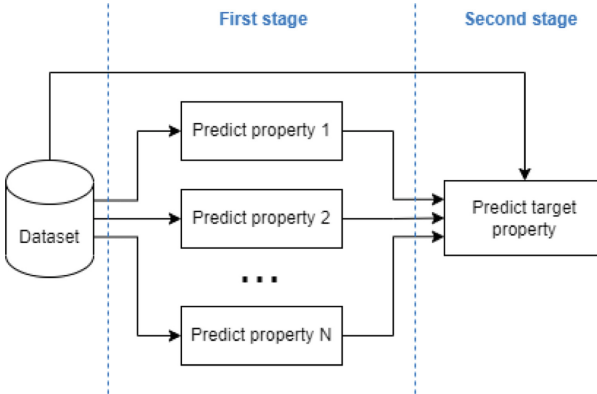 First stage
Second stage
Predict property 1
Dataset
Predict property 2
Predict target
property
...
Predict property N